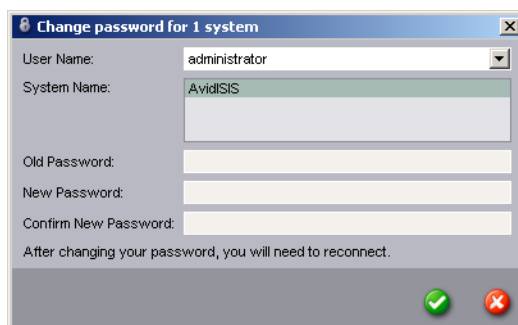 Change password for 1 system
User Name: administrator
System Name: AvidISIS
Old Password:
New Password:
Confirm New Password:
After changing your password, you will need to reconnect.